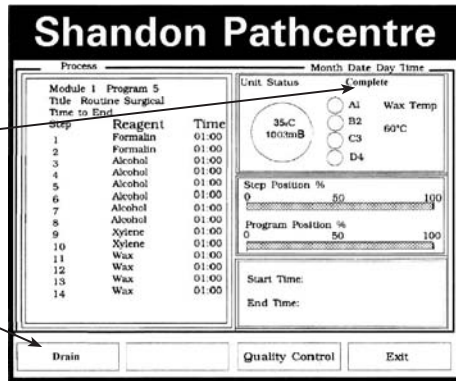 Shandon Pathcentre
Process
Month Date Day Time
Module 1 Program 5
Title Routine Surgical
Time to End
Step Reagent Time
1 Formalin 01:00
2 Formalin 01:00
3 Alcohol 01:00
4 Alcohol 01:00
5 Alcohol 01:00
6 Alcohol 01:00
7 Alcohol 01:00
8 Alcohol 01:00
9 Xylene 01:00
10 Xylene 01:00
11 Wax 01:00
12 Wax 01:00
13 Wax 01:00
14 Wax 01:00
Unit Status Complete
35°C
1003mB
A1 Wax Temp
B2
60°C
C3
D4
Step Position %
0 50 100
Program Position %
0 50 100
Start Time:
End Time:
Drain
Quality Control
Exit